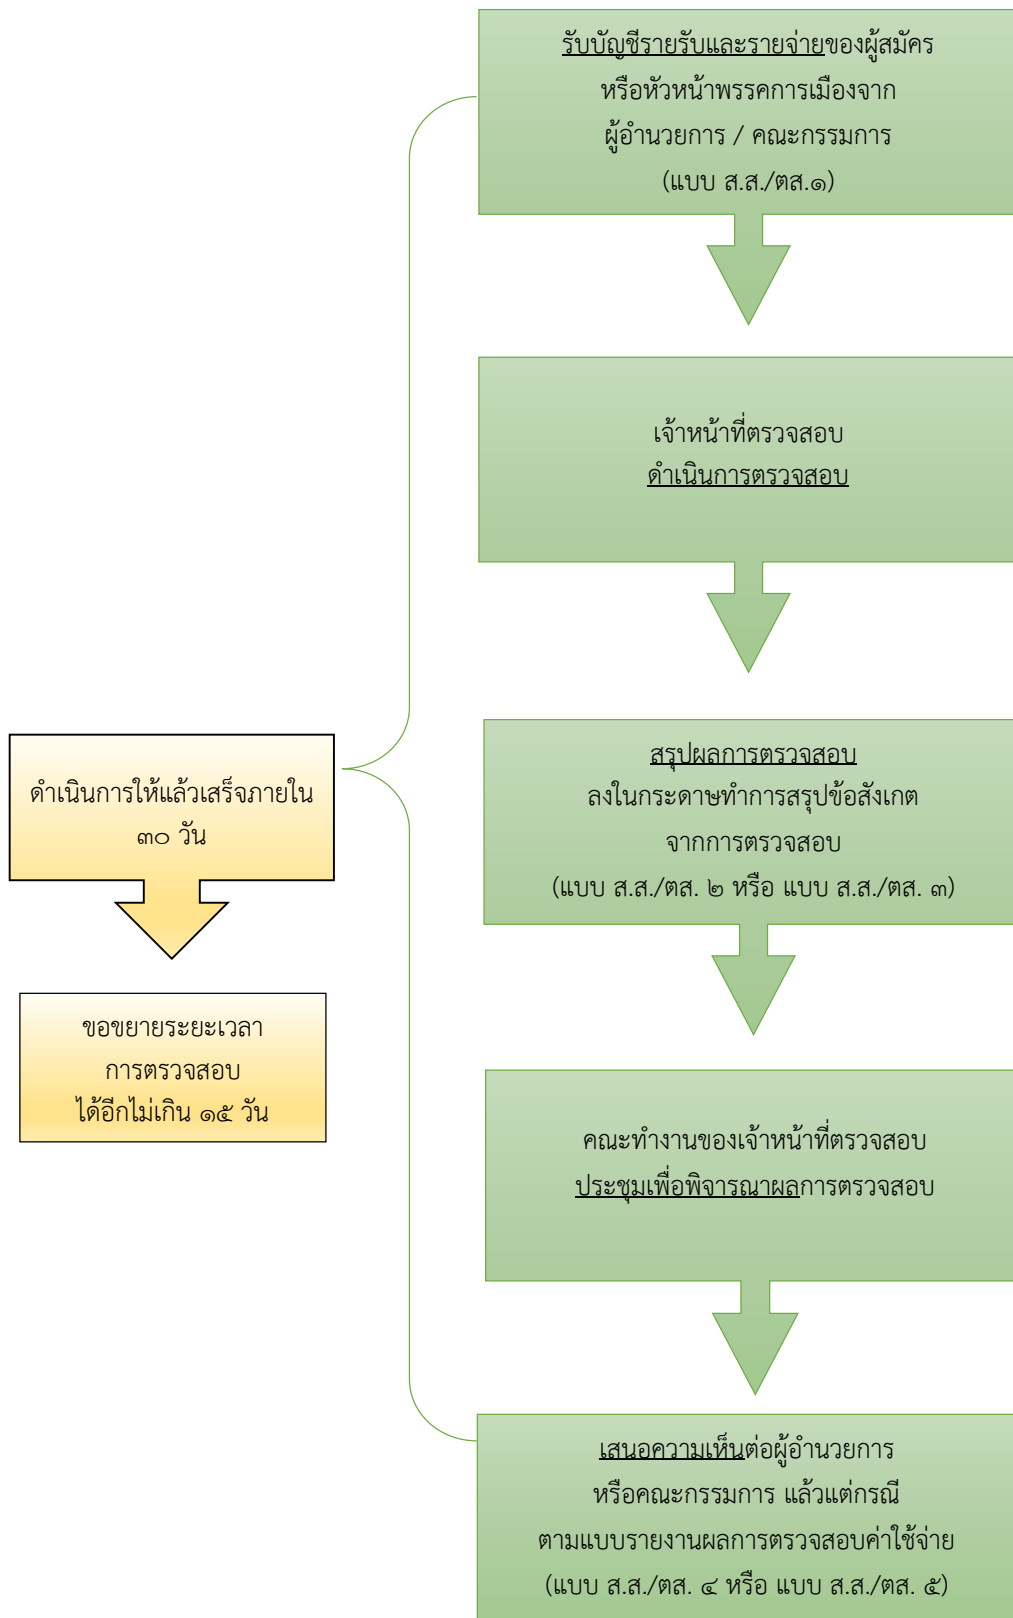 รับบัญชีรายรับและรายจ่ายของผู้สมัคร
หรือหัวหน้าพรรคการเมืองจาก
ผู้อำนวยการ / คณะกรรมการ
(แบบ ส.ส./ตส.๑)
เจ้าหน้าที่ตรวจสอบ
ดำเนินการตรวจสอบ
สรุปผลการตรวจสอบ
ลงในกระดาษทำการสรุปข้อสังเกต
จากการตรวจสอบ
(แบบ ส.ส./ตส. ๒ หรือ แบบ ส.ส./ตส. ๓)
ดำเนินการให้แล้วเสร็จภายใน
๓๐ วัน
ขอขยายระยะเวลา
การตรวจสอบ
ได้อีกไม่เกิน ๑๕ วัน
คณะทำงานของเจ้าหน้าที่ตรวจสอบ
ประชุมเพื่อพิจารณาผลการตรวจสอบ
เสนอความเห็นต่อผู้อำนวยการ
หรือคณะกรรมการ แล้วแต่กรณี
ตามแบบรายงานผลการตรวจสอบค่าใช้จ่าย
(แบบ ส.ส./ตส. ๔ หรือ แบบ ส.ส./ตส. ๕)